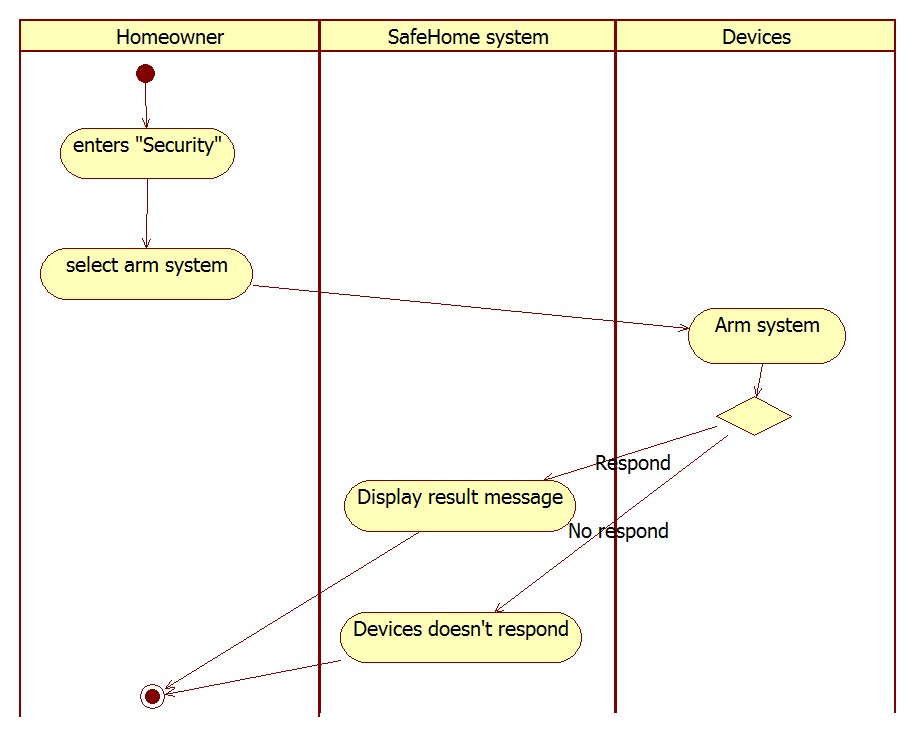 Homeowner
SafeHome system
Devices
enters "Security"
select arm system
Arm system
Respond
Display result message
No respond
Devices doesn't respond